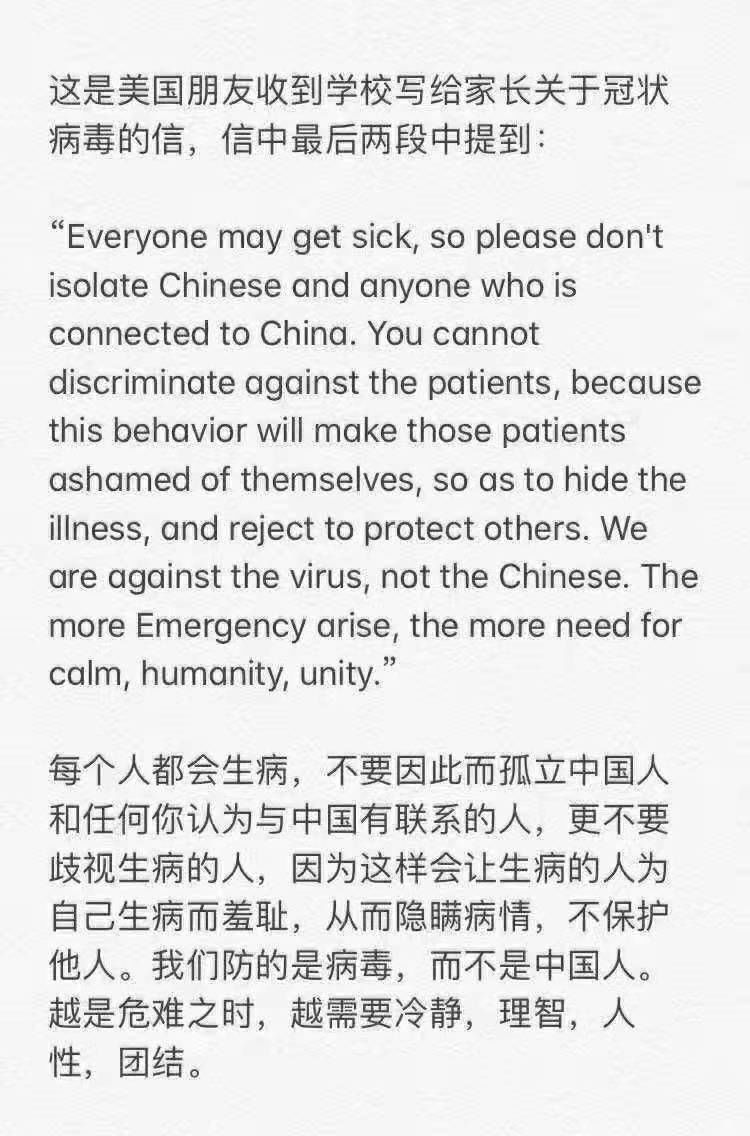 这是美国朋友收到学校写给家长关于冠状
病毒的信，信中最后两段中提到：
“Everyone may get sick, so please don't
isolate Chinese and anyone who is
connected to China. You cannot
discriminate against the patients, because
this behavior will make those patients
ashamed of themselves, so as to hide the
illness, and reject to protect others. We
are against the virus, not the Chinese. The
more Emergency arise, the more need for
calm, humanity, unity.”
每个人都会生病，不要因此而孤立中国人
和任何你认为与中国有联系的人，更不要
歧视生病的人，因为这样会让生病的人为
自己生病而羞耻，从而隐瞒病情，不保护
他人。我们防的是病毒，而不是中国人。
越是危难之时，越需要冷静，理智，人
性，团结。